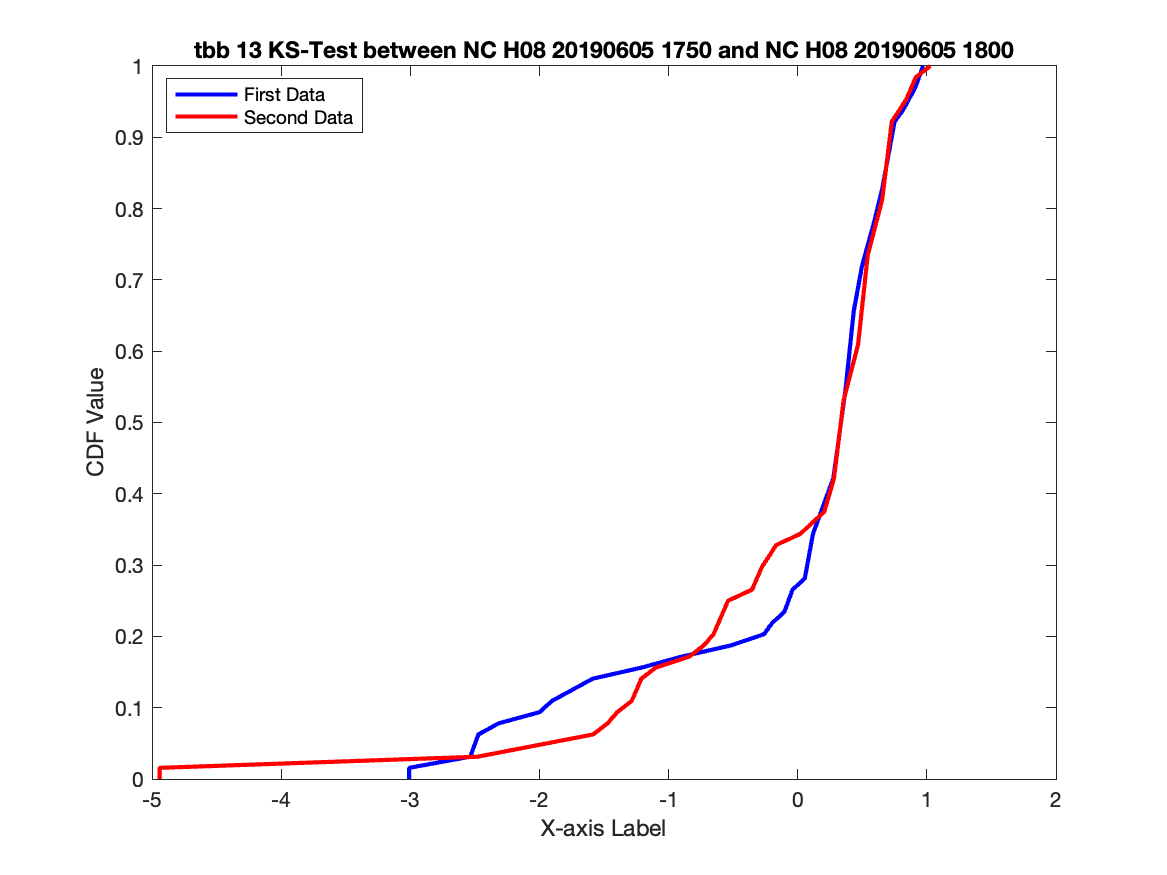 tbb 13 KS-Test between NC H08 20190605 1750 and NC H08 20190605 1800
First Data
Second Data
1
0.9
0.8
0.7
0.6
0.5
0.4
0.3
0.2
0.1
0
CDF Value
-5 -4 -3 -2 -1 0 1 2
X-axis Label